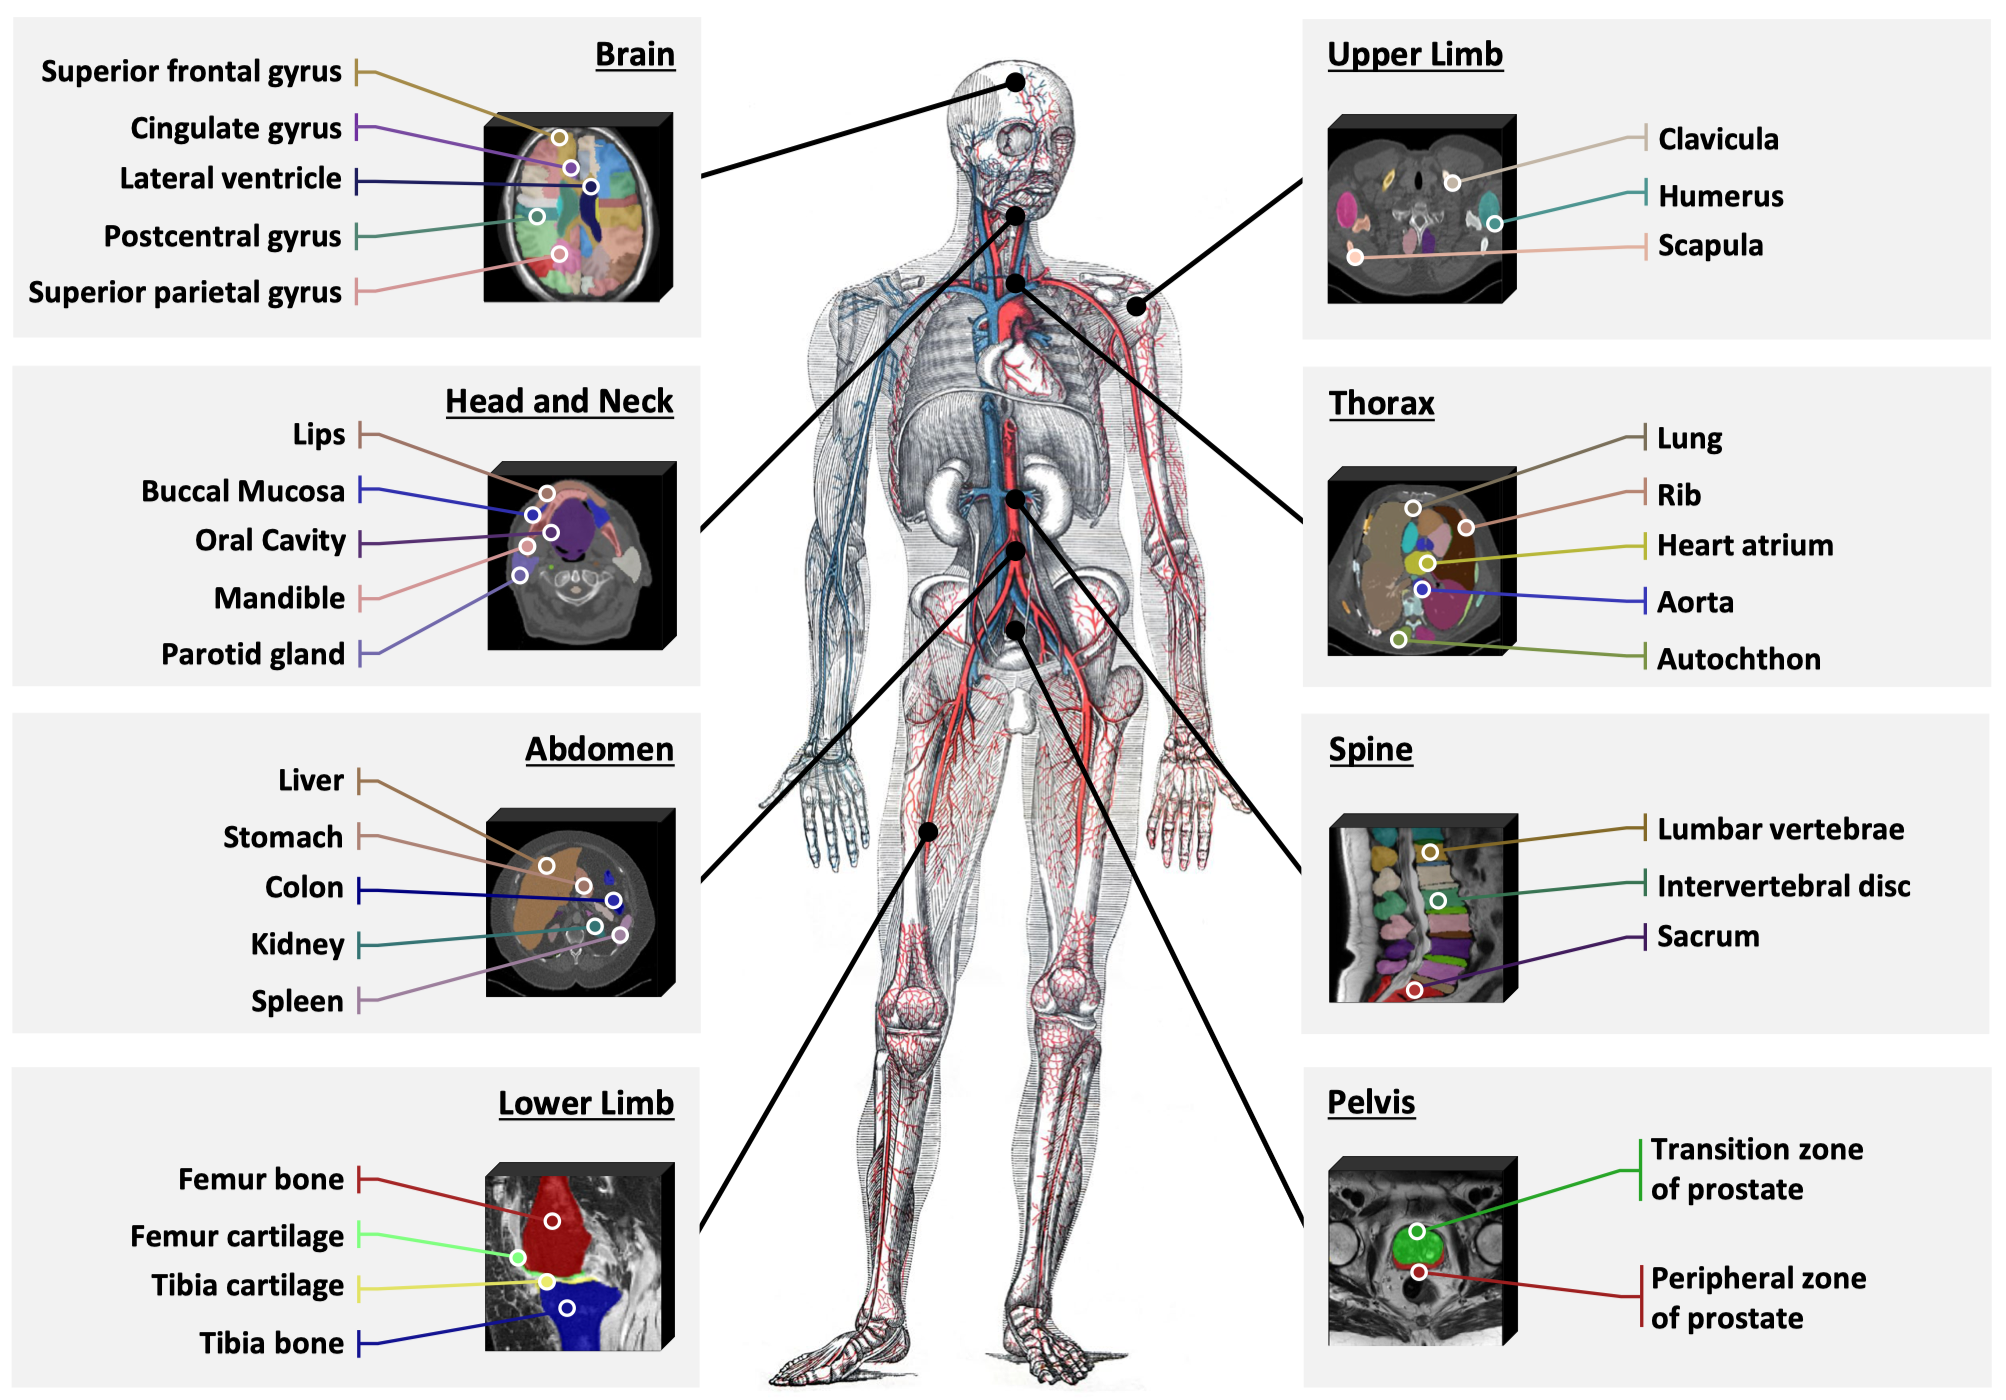 Brain
Superior frontal gyrus
Cingulate gyrus
Lateral ventricle
Postcentral gyrus
Superior parietal gyrus
Head and Neck
Lips
Buccal Mucosa
Oral Cavity
Mandible
Parotid gland
Abdomen
Liver
Stomach
Colon
Kidney
Spleen
Lower Limb
Femur bone
Femur cartilage
Tibia cartilage
Tibia bone
Upper Limb
Clavicula
Humerus
Scapula
Thorax
Lung
Rib
Heart atrium
Aorta
Autochthon
Spine
Lumbar vertebrae
Intervertebral disc
Sacrum
Pelvis
Transition zone
of prostate
Peripheral zone
of prostate